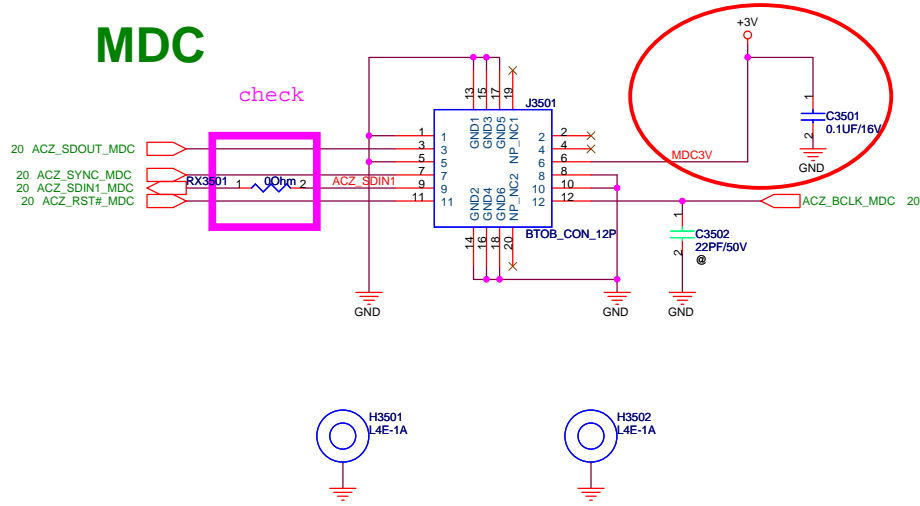 MDC
+3V
check
13
15
17
19
J3501
1
C3501
0.1UF/16V
2
GND
GND1
GND3
GND5
NP_NC1
1
1
2
2
20 ACZ_SDOUT_MDC
3
3
4
4
5
5
6
6
MDC3V
20 ACZ_SYNC_MDC
7
7
8
8
20 ACZ_SDIN1_MDC
RX3501
1
0Ohm
2
ACZ_SDIN1
9
9
10
10
20 ACZ_RST#_MDC
11
11
12
12
ACZ_BCLK_MDC 20
GND2
GND4
GND6
NP_NC2
14
16
18
20
BTOB_CON_12P
1
C3502
22PF/50V
2
@
GND
GND
GND
H3501
L4E-1A
H3502
L4E-1A